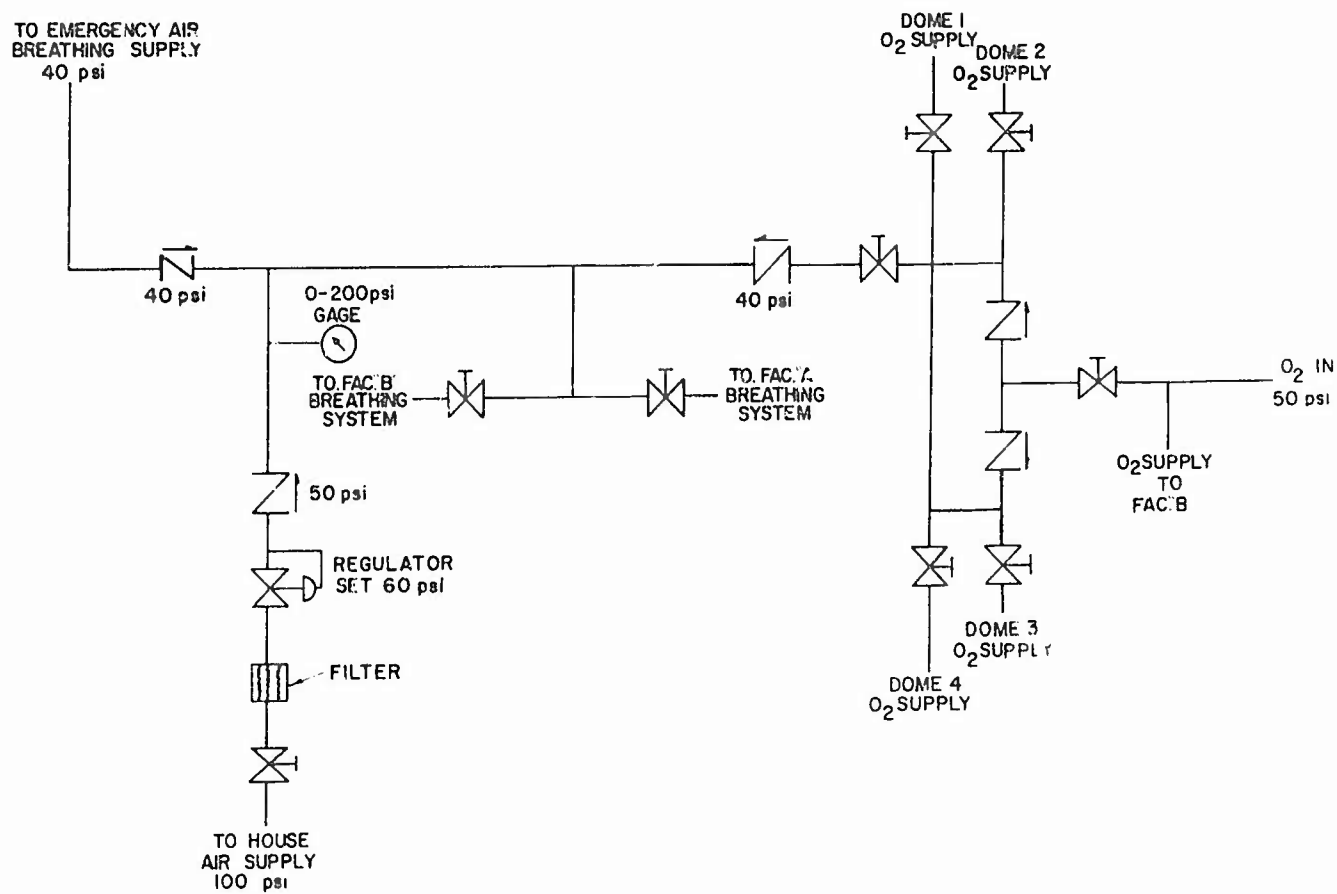 TO EMERGENCY AIR
BREATHING SUPPLY
40 psi
DOME 1
O2 SUPPLY
DOME 2
O2 SUPPLY
40 psi
0-200psi
GAGE
40 psi
TO FAC."B"
BREATHING
SYSTEM
TO FAC."A"
BREATHING
SYSTEM
O2 IN
50 psi
O2 SUPPLY
TO
FAC."B"
50 psi
REGULATOR
SET 60 psi
DOME 3
O2 SUPPLY
FILTER
DOME 4
O2 SUPPLY
TO HOUSE
AIR SUPPLY
100 psi